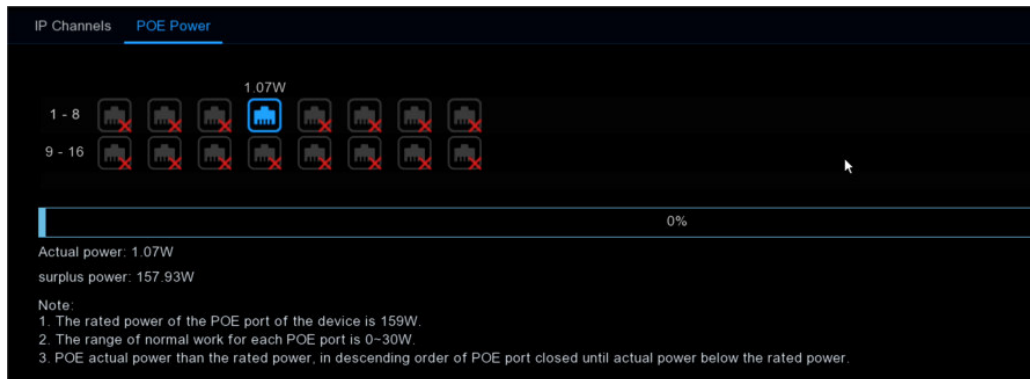 IP Channels POE Power
1.07W
1 - 8
9 - 16
0%
Actual power: 1.07W
surplus power: 157.93W
Note:
1. The rated power of the POE port of the device is 159W.
2. The range of normal work for each POE port is 0~30W.
3. POE actual power than the rated power, in descending order of POE port closed until actual power below the rated power.